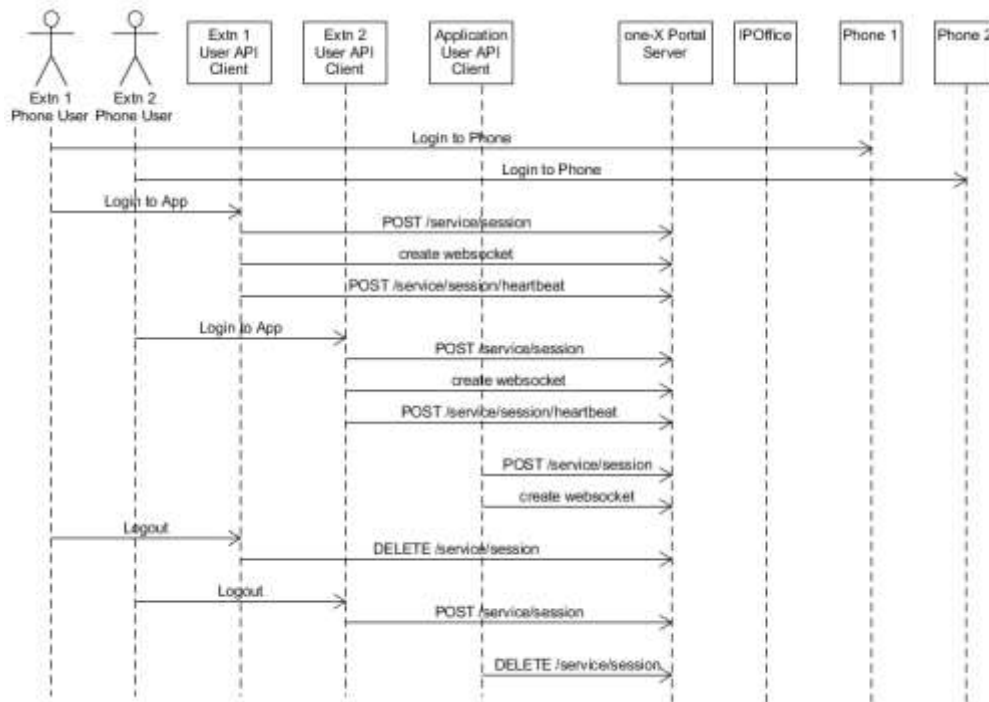 Extn 1
User API
Client
Extn 2
User API
Client
Application
User API
Client
one-X Portal
Server
IPOffice
Phone 1
Phone 2
Extn 1
Phone User
Extn 2
Phone User
Login to Phone
Login to Phone
Login to App
POST /service/session
create websocket
POST /service/session/heartbeat
Login to App
POST /service/session
create websocket
POST /service/session/heartbeat
POST /service/session
create websocket
Logout
DELETE /service/session
Logout
POST /service/session
DELETE /service/session